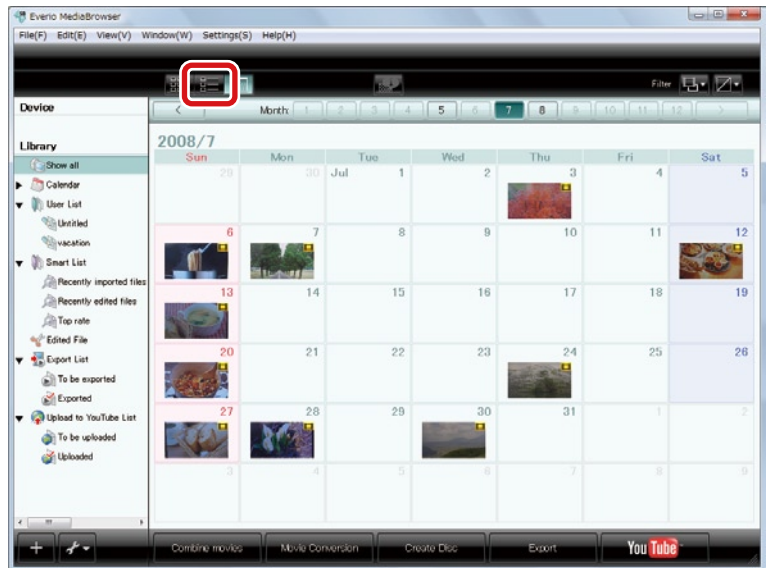 Everio MediaBrowser
File(F) Edit(E) View(V) Window(W) Settings(S) Help(H)
Filter
Device
< Month: 1 2 3 4 5 6 7 8 9 10 11 12 >
Library
2008/7
Sun Mon Tue Wed Thu Fri Sat
Show all
Calendar
User List
Untitled
vacation
Smart List
Recently imported files
Recently edited files
Top rate
Edited File
Export List
To be exported
Exported
Upload to YouTube List
To be uploaded
Uploaded
29 30 Jul 1 2 3 4 5
6 7 8 9 10 11 12
13 14 15 16 17 18 19
20 21 22 23 24 25 26
27 28 29 30 31 1 2
3 4 5 6 7 8 9
Combine movies Movie Conversion Create Disc Export YouTube